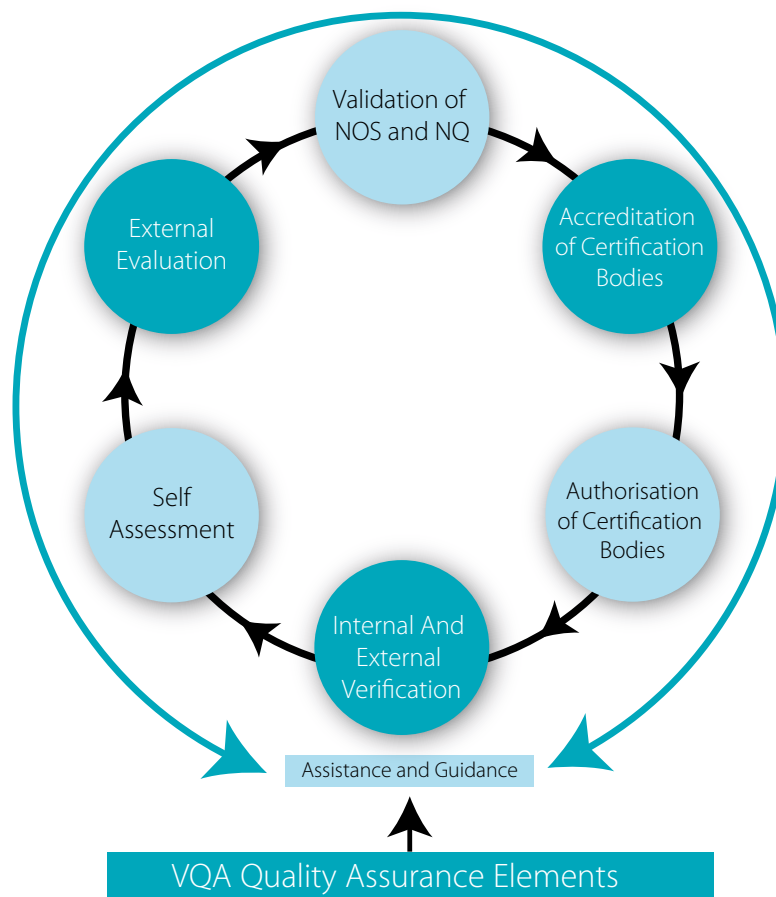 Validation of
NOS and NQ
Accreditation
of Certification
Bodies
Authorisation
of Certification
Bodies
Internal And
External
Verification
Self
Assessment
External
Evaluation
Assistance and Guidance
VQA Quality Assurance Elements